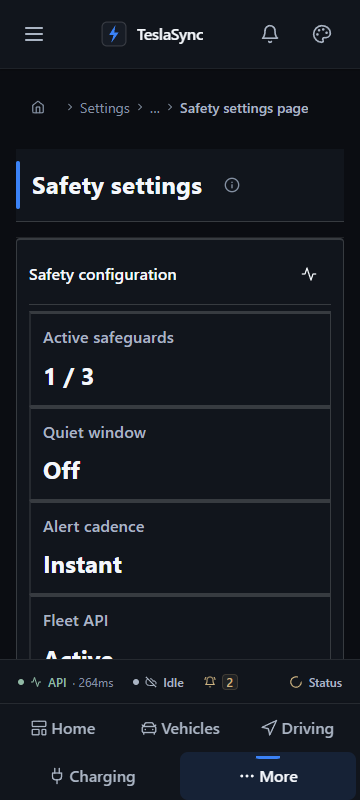 TeslaSync
Settings > ... > Safety settings page
Safety settings
Safety configuration
Active safeguards
1 / 3
Quiet window
Off
Alert cadence
Instant
Fleet API
Active
API · 264ms Idle 2 Status
Home Vehicles Driving
Charging ··· More